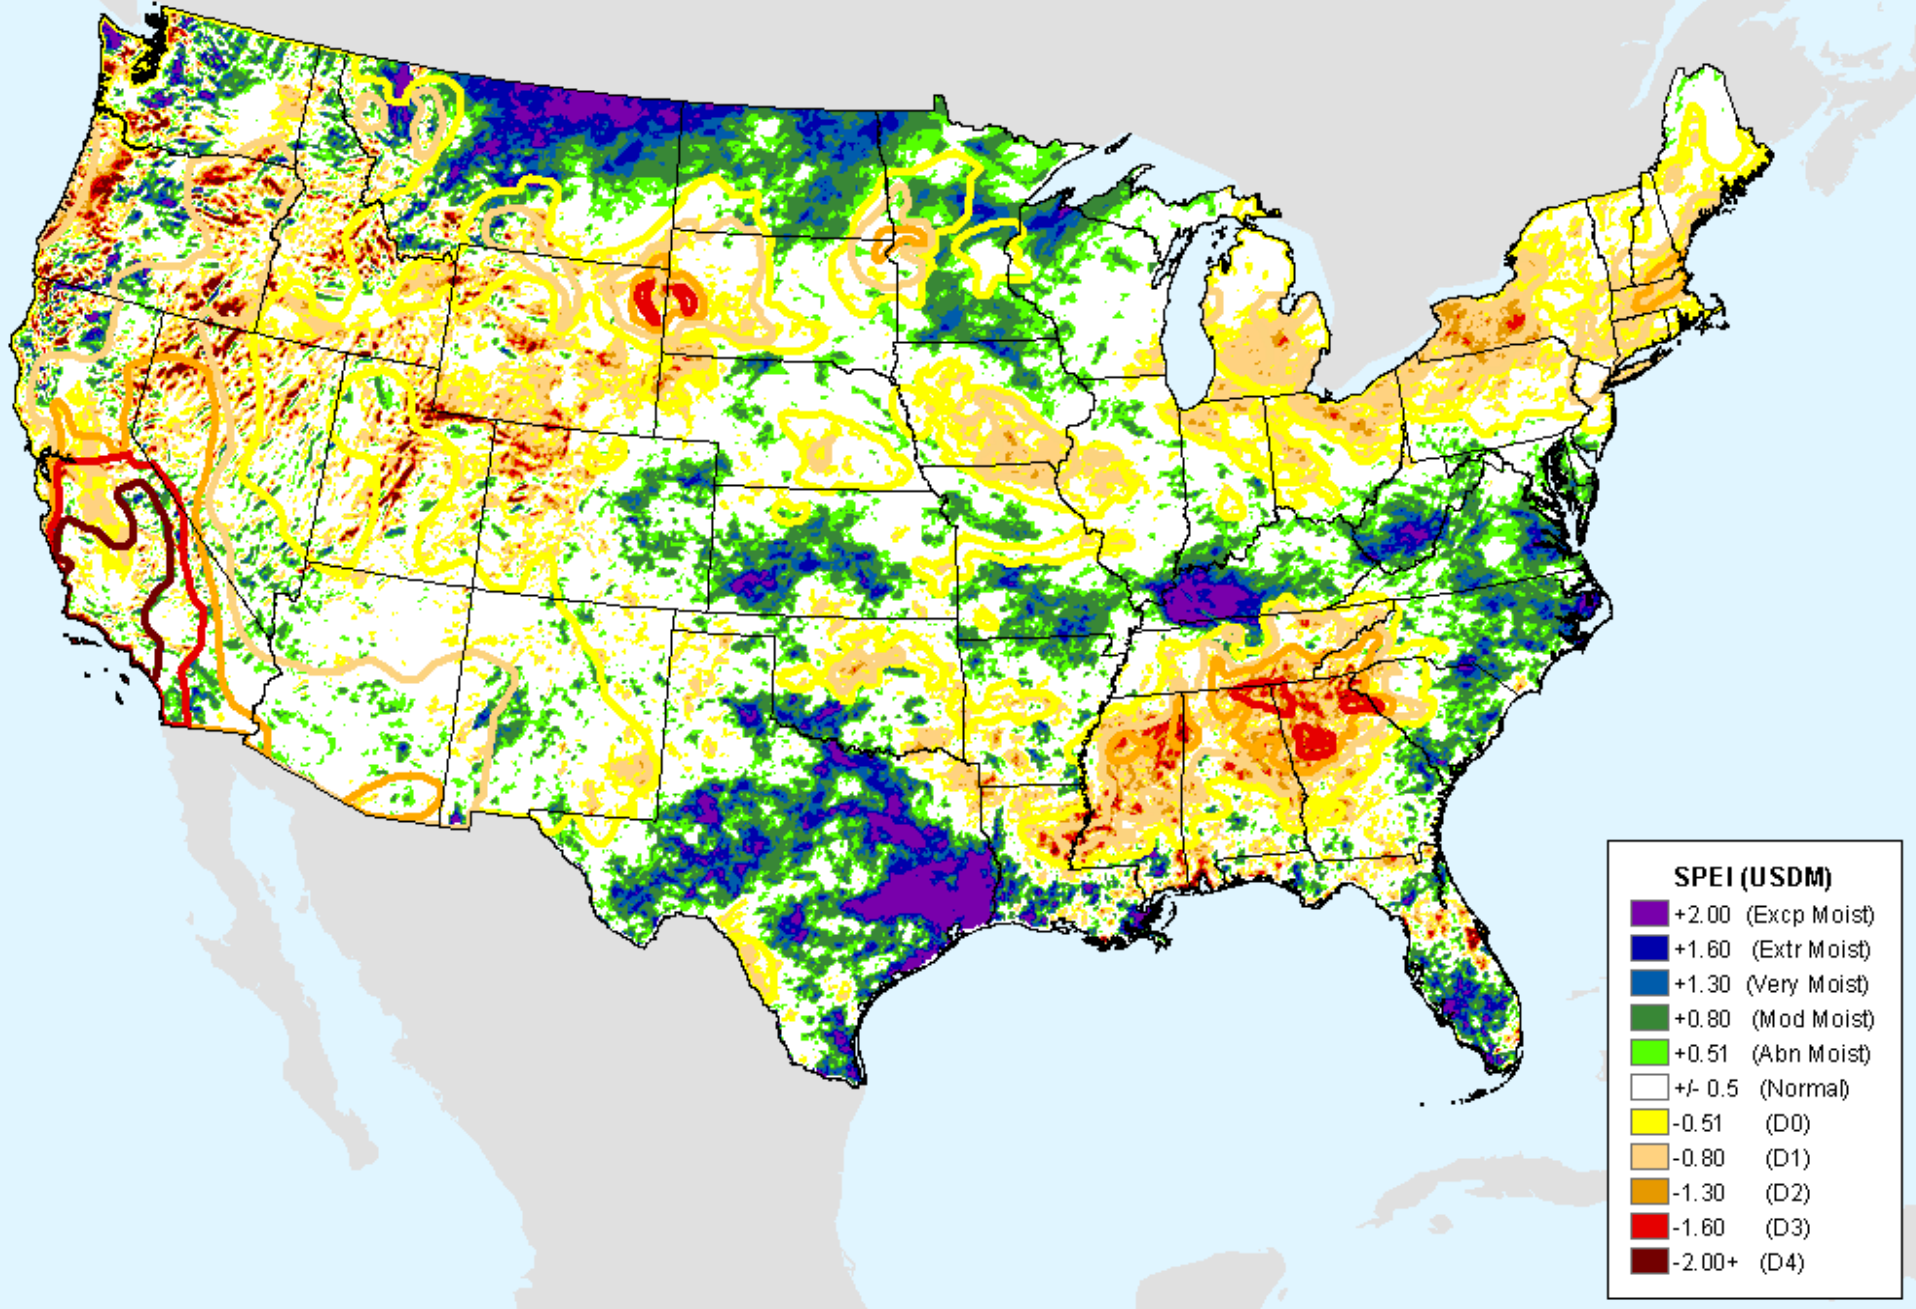 SPEI (USDM)
+2.00 (Excp Moist)
+1.60 (Extr Moist)
+1.30 (Very Moist)
+0.80 (Mod Moist)
+0.51 (Abn Moist)
+/- 0.5 (Normal)
-0.51 (D0)
-0.80 (D1)
-1.30 (D2)
-1.60 (D3)
-2.00+ (D4)